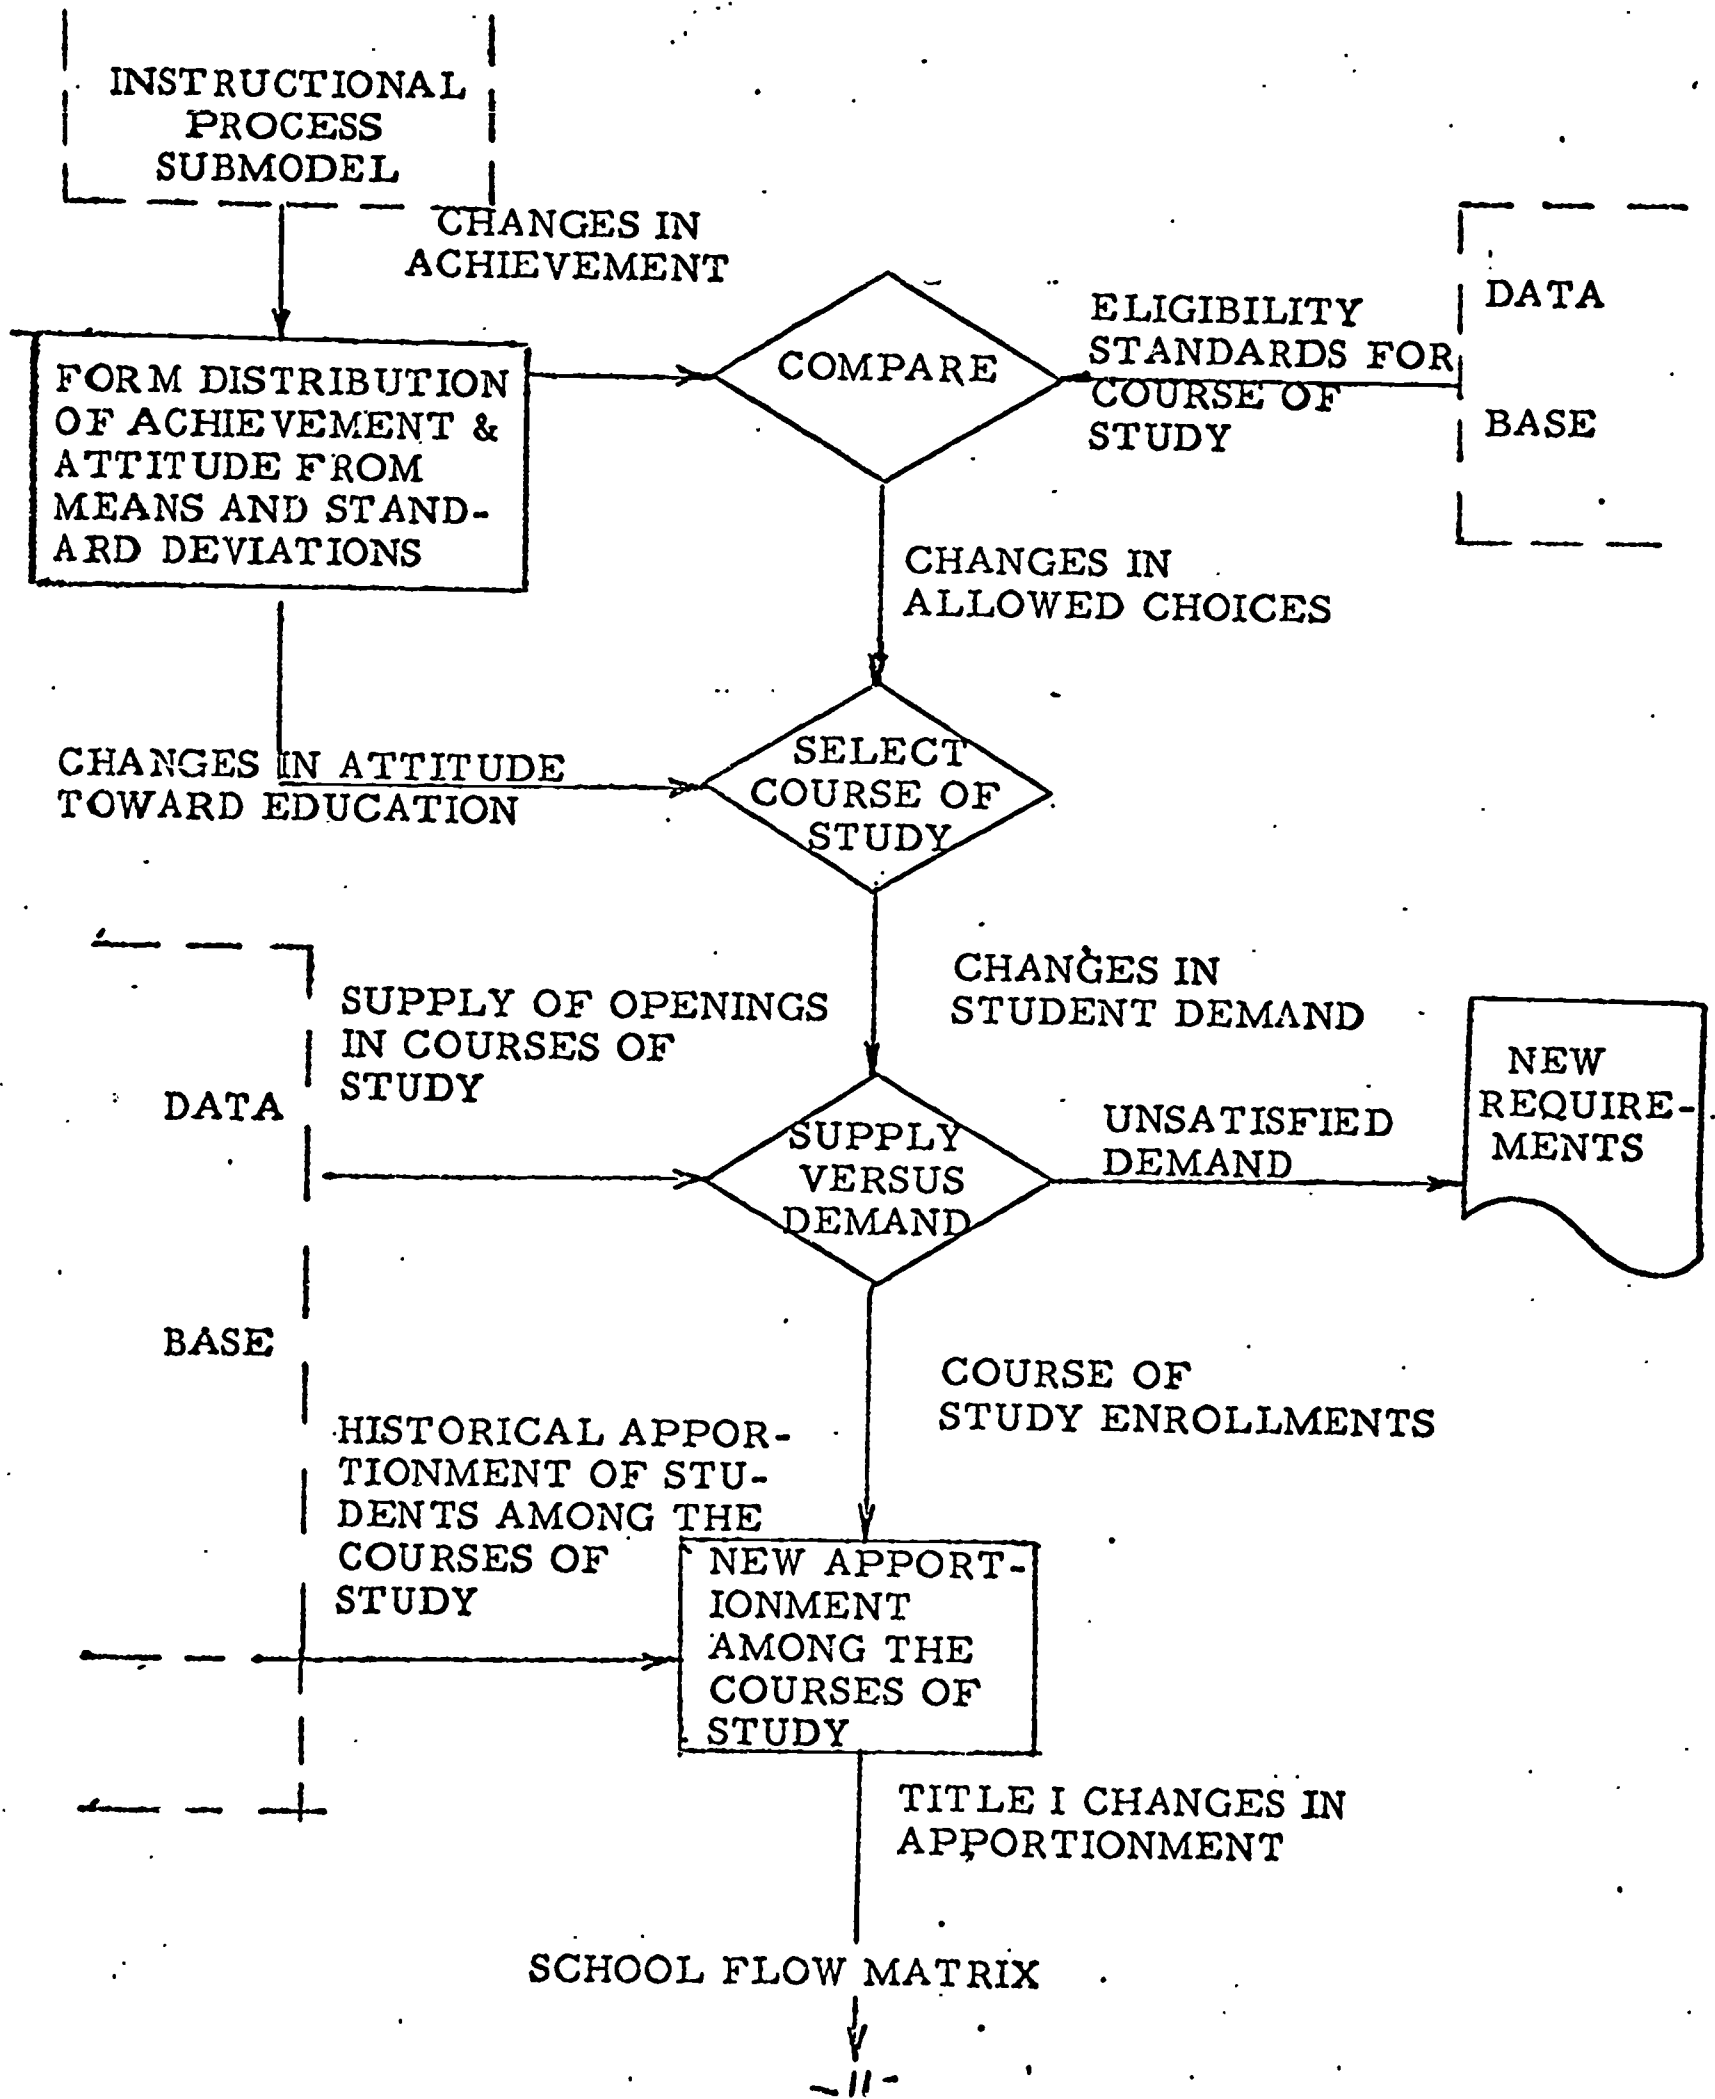 INSTRUCTIONAL
PROCESS
SUBMODEL
CHANGES IN
ACHIEVEMENT
FORM DISTRIBUTION
OF ACHIEVEMENT &
ATTITUDE FROM
MEANS AND STAND-
ARD DEVIATIONS
COMPARE
ELIGIBILITY
STANDARDS FOR
COURSE OF
STUDY
DATA
BASE
CHANGES IN
ALLOWED CHOICES
CHANGES IN ATTITUDE
TOWARD EDUCATION
SELECT
COURSE OF
STUDY
CHANGES IN
STUDENT DEMAND
SUPPLY OF OPENINGS
IN COURSES OF
STUDY
DATA
BASE
SUPPLY
VERSUS
DEMAND
UNSATISFIED
DEMAND
NEW
REQUIRE-
MENTS
COURSE OF
STUDY ENROLLMENTS
HISTORICAL APPOR-
TIONMENT OF STU-
DENTS AMONG THE
COURSES OF
STUDY
NEW APPORT-
IONMENT
AMONG THE
COURSES OF
STUDY
TITLE I CHANGES IN
APPORTIONMENT
SCHOOL FLOW MATRIX
-11-